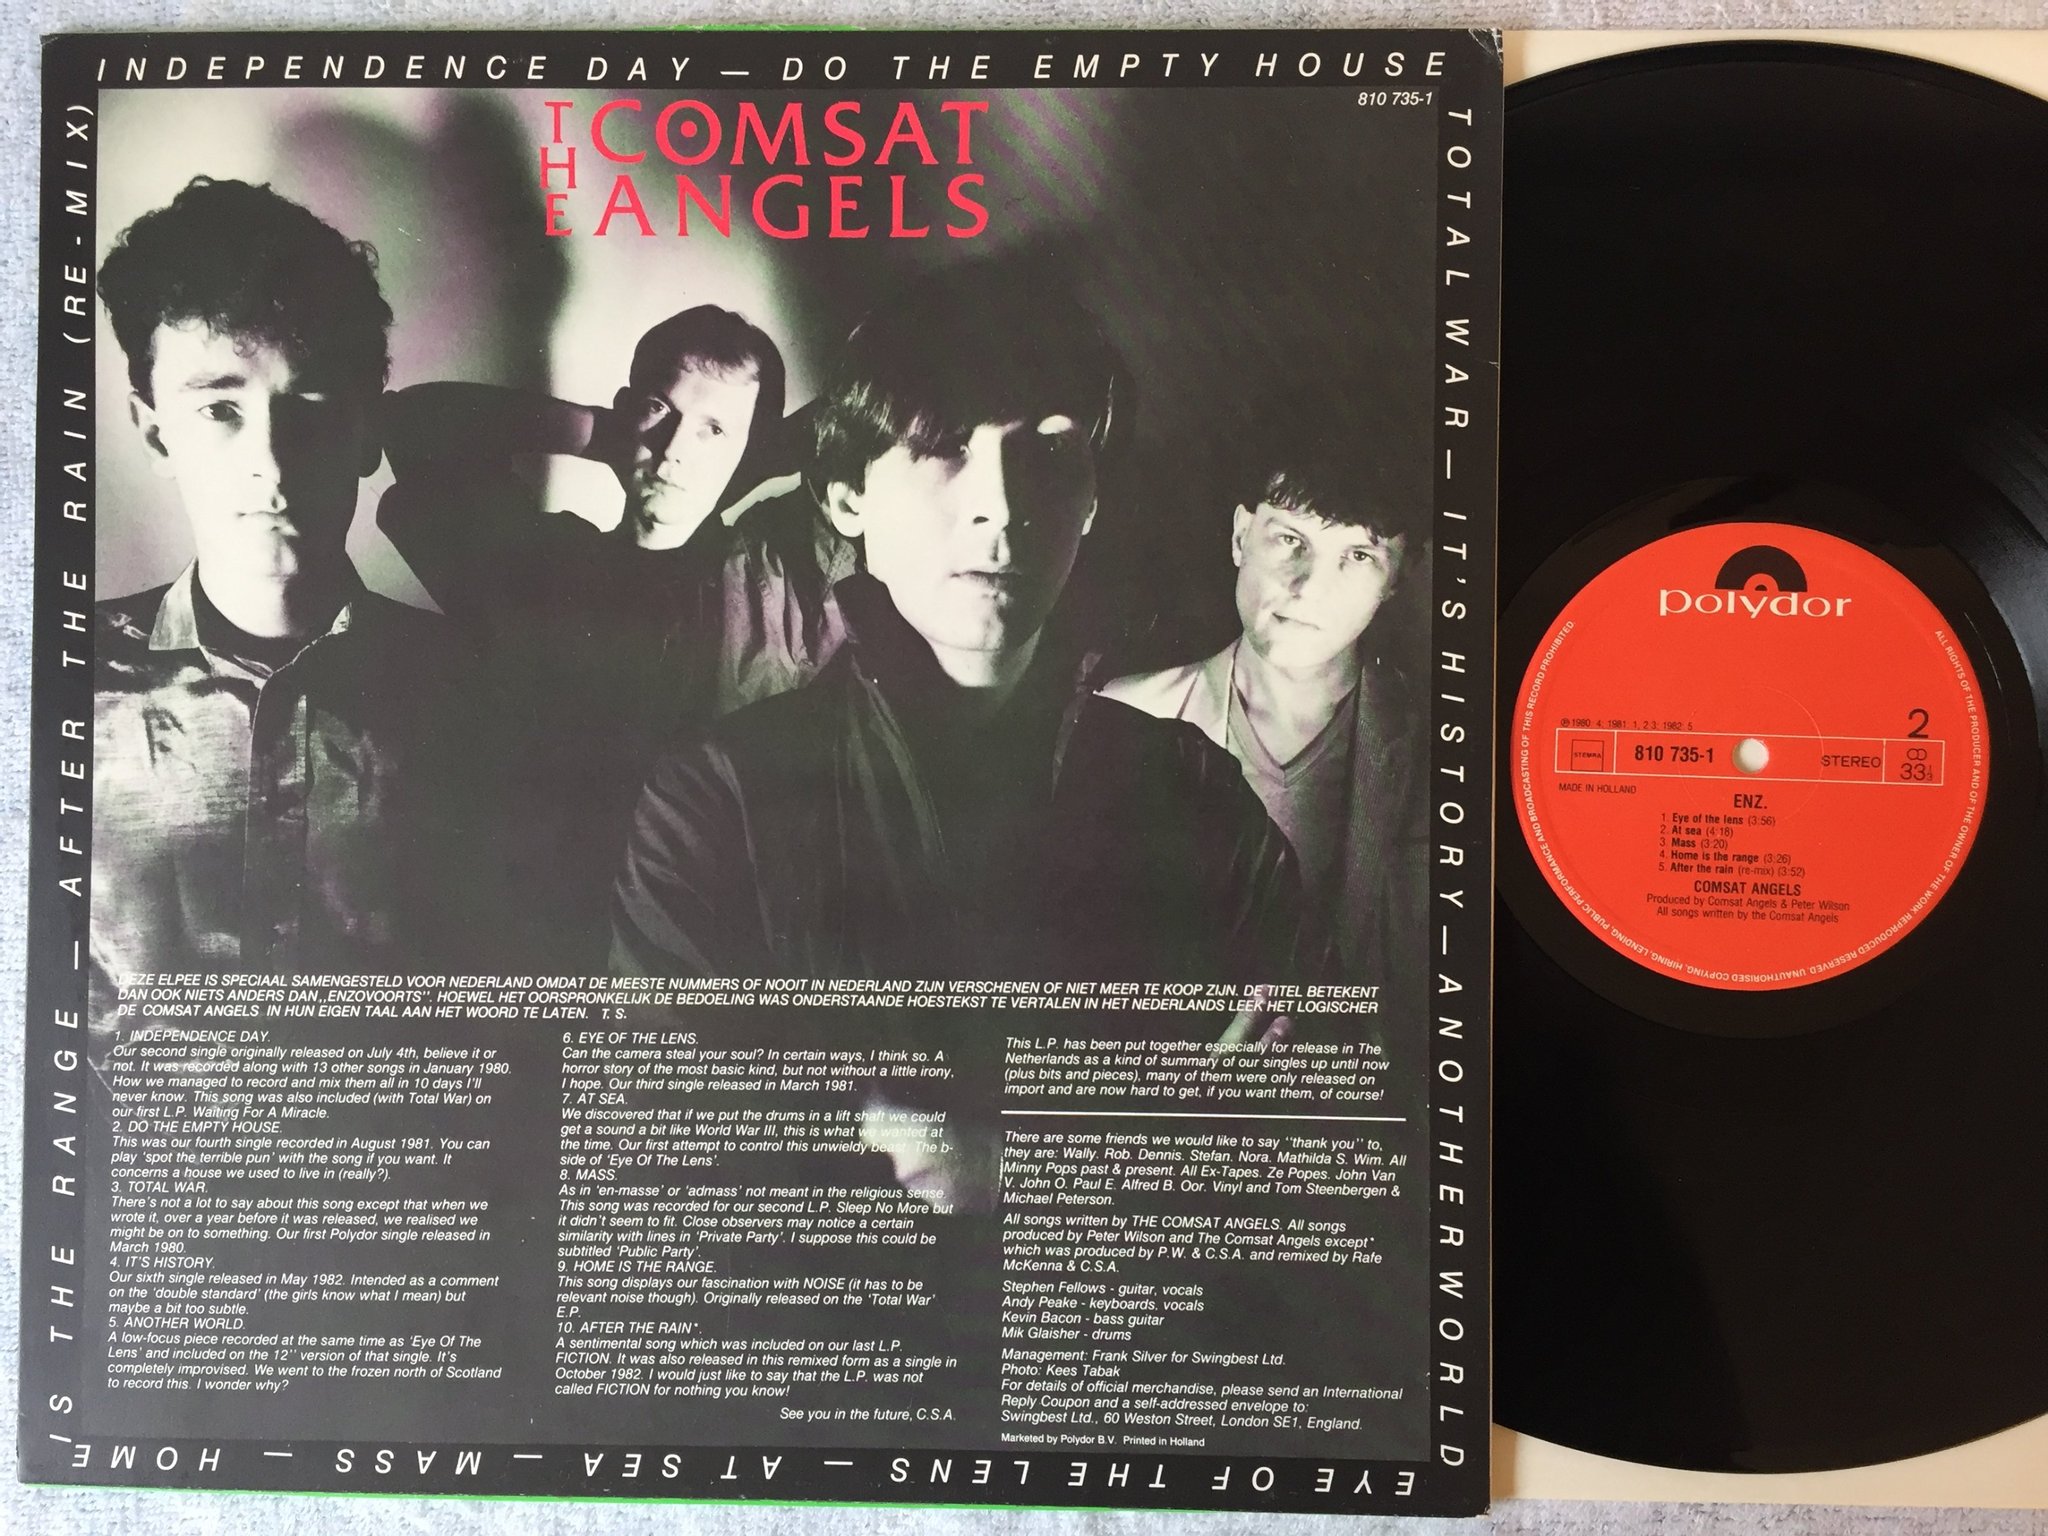 INDEPENDENCE DAY — DO THE EMPTY HOUSE
TOTAL WAR — IT'S HISTORY — ANOTHER WORLD
EYE OF THE LENS — AT SEA — MASS — HOME
IS THE RANGE — AFTER THE RAIN (RE-MIX)
810 735-1
THE COMSAT
ANGELS
DEZE ELPEE IS SPECIAAL SAMENGESTELD VOOR NEDERLAND OMDAT DE MEESTE NUMMERS OF NOOIT IN NEDERLAND ZIJN VERSCHENEN OF NIET MEER TE KOOP ZIJN. DE TITEL BETEKENT
DAN OOK NIETS ANDERS DAN ,,ENZOVOORTS". HOEWEL HET OORSPRONKELIJK DE BEDOELING WAS ONDERSTAANDE HOESTEKST TE VERTALEN IN HET NEDERLANDS LEEK HET LOGISCHER
DE COMSAT ANGELS IN HUN EIGEN TAAL AAN HET WOORD TE LATEN. T. S.
1. INDEPENDENCE DAY.
Our second single originally released on July 4th, believe it or
not. It was recorded along with 13 other songs in January 1980.
How we managed to record and mix them all in 10 days I'll
never know. This song was also included (with Total War) on
our first L.P. Waiting For A Miracle.
2. DO THE EMPTY HOUSE.
This was our fourth single recorded in August 1981. You can
play 'spot the terrible pun' with the song if you want. It
concerns a house we used to live in (really?).
3. TOTAL WAR.
There's not a lot to say about this song except that when we
wrote it, over a year before it was released, we realised we
might be on to something. Our first Polydor single released in
March 1980.
4. IT'S HISTORY.
Our sixth single released in May 1982. Intended as a comment
on the 'double standard' (the girls know what I mean) but
maybe a bit too subtle.
5. ANOTHER WORLD.
A low-focus piece recorded at the same time as 'Eye Of The
Lens' and included on the 12'' version of that single. It's
completely improvised. We went to the frozen north of Scotland
to record this. I wonder why?
6. EYE OF THE LENS.
Can the camera steal your soul? In certain ways, I think so. A
horror story of the most basic kind, but not without a little irony,
I hope. Our third single released in March 1981.
7. AT SEA.
We discovered that if we put the drums in a lift shaft we could
get a sound a bit like World War III, this is what we wanted at
the time. Our first attempt to control this unwieldy beast. The b-
side of 'Eye Of The Lens'.
8. MASS.
As in 'en-masse' or 'admass' not meant in the religious sense.
This song was recorded for our second L.P. Sleep No More but
it didn't seem to fit. Close observers may notice a certain
similarity with lines in 'Private Party'. I suppose this could be
subtitled 'Public Party'.
9. HOME IS THE RANGE.
This song displays our fascination with NOISE (it has to be
relevant noise though). Originally released on the 'Total War'
E.P.
10. AFTER THE RAIN*.
A sentimental song which was included on our last L.P.
FICTION. It was also released in this remixed form as a single in
October 1982. I would just like to say that the L.P. was not
called FICTION for nothing you know!
See you in the future, C.S.A.
This L.P. has been put together especially for release in The
Netherlands as a kind of summary of our singles up until now
(plus bits and pieces), many of them were only released on
import and are now hard to get, if you want them, of course!
There are some friends we would like to say ''thank you'' to,
they are: Wally. Rob. Dennis. Stefan. Nora. Mathilda S. Wim. All
Minny Pops past & present. All Ex-Tapes. Ze Popes. John Van
V. John O. Paul E. Alfred B. Oor. Vinyl and Tom Steenbergen &
Michael Peterson.
All songs written by THE COMSAT ANGELS. All songs
produced by Peter Wilson and The Comsat Angels except*
which was produced by P.W. & C.S.A. and remixed by Rafe
McKenna & C.S.A.
Stephen Fellows - guitar, vocals
Andy Peake - keyboards, vocals
Kevin Bacon - bass guitar
Mik Glaisher - drums
Management: Frank Silver for Swingbest Ltd.
Photo: Kees Tabak
For details of official merchandise, please send an International
Reply Coupon and a self-addressed envelope to:
Swingbest Ltd., 60 Weston Street, London SE1, England.
Marketed by Polydor B.V. Printed in Holland
polydor
ALL RIGHTS OF THE PRODUCER AND OF THE OWNER OF THE WORK REPRODUCED RESERVED. UNAUTHORISED COPYING, HIRING, LENDING, PUBLIC PERFORMANCE AND BROADCASTING OF THIS RECORD PROHIBITED.
℗ 1980: 4; 1981: 1, 2 3; 1982: 5
2
STEMRA
810 735-1
STEREO
33 1/3
MADE IN HOLLAND
ENZ.
1. Eye of the lens (3:56)
2. At sea (4:18)
3. Mass (3:20)
4. Home is the range (3:26)
5. After the rain (re-mix) (3:52)
COMSAT ANGELS
Produced by Comsat Angels & Peter Wilson
All songs written by the Comsat Angels